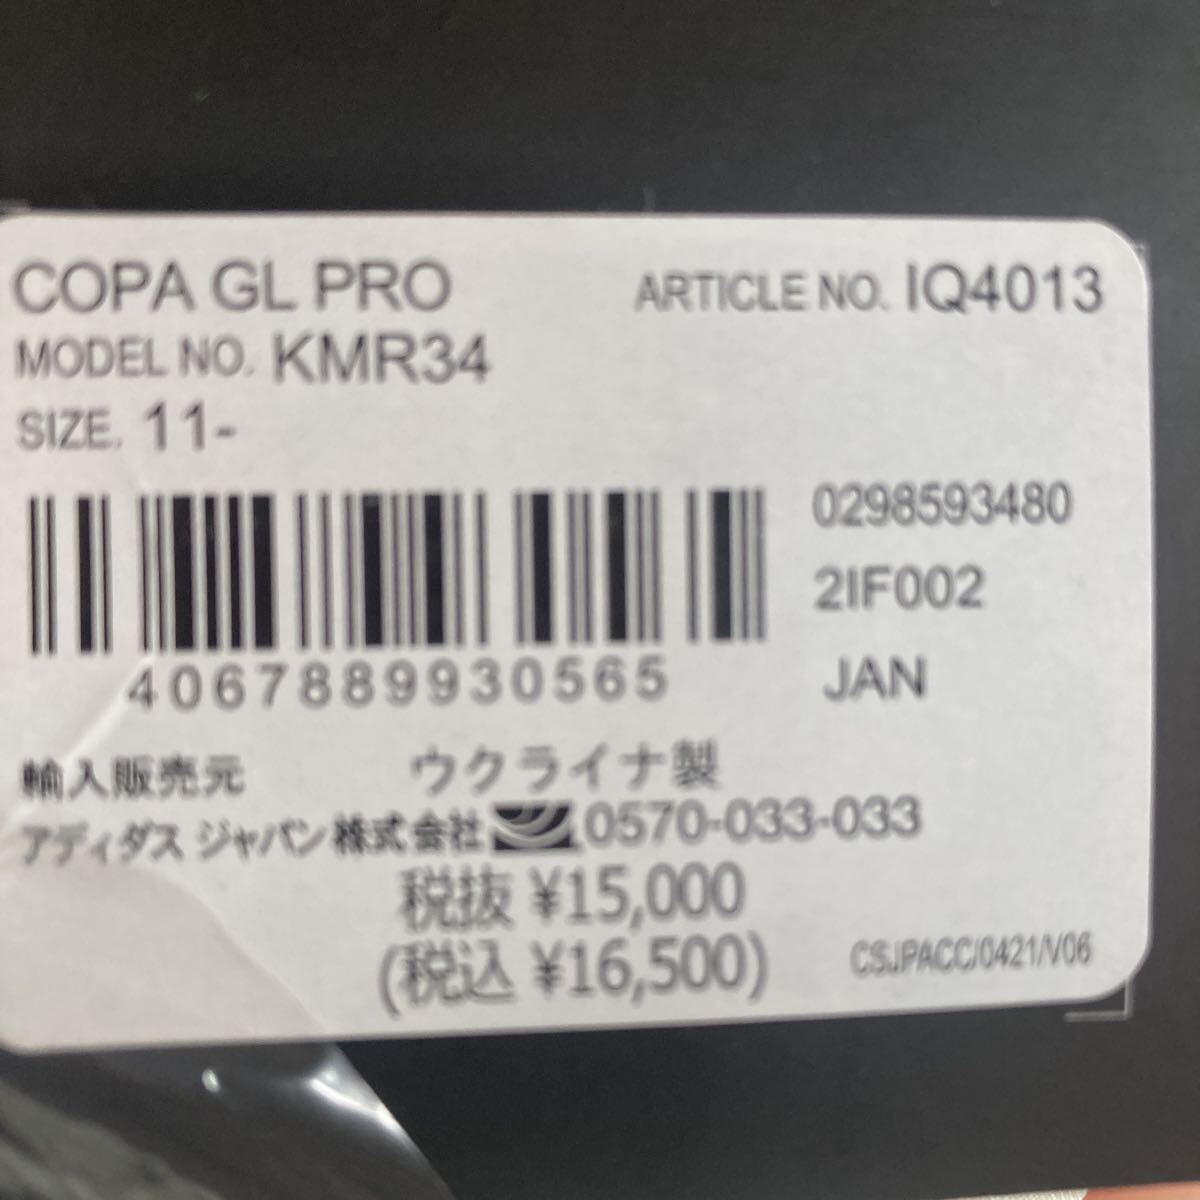 COPA GL PRO
ARTICLE NO. IQ4013
MODEL NO. KMR34
SIZE. 11-
0298593480
2IF002
JAN
4067889930565
輸入販売元
ウクライナ製
アディダス ジャパン株式会社
0570-033-033
税抜 ¥15,000
(税込 ¥16,500)
CSJPACC/0421/V06